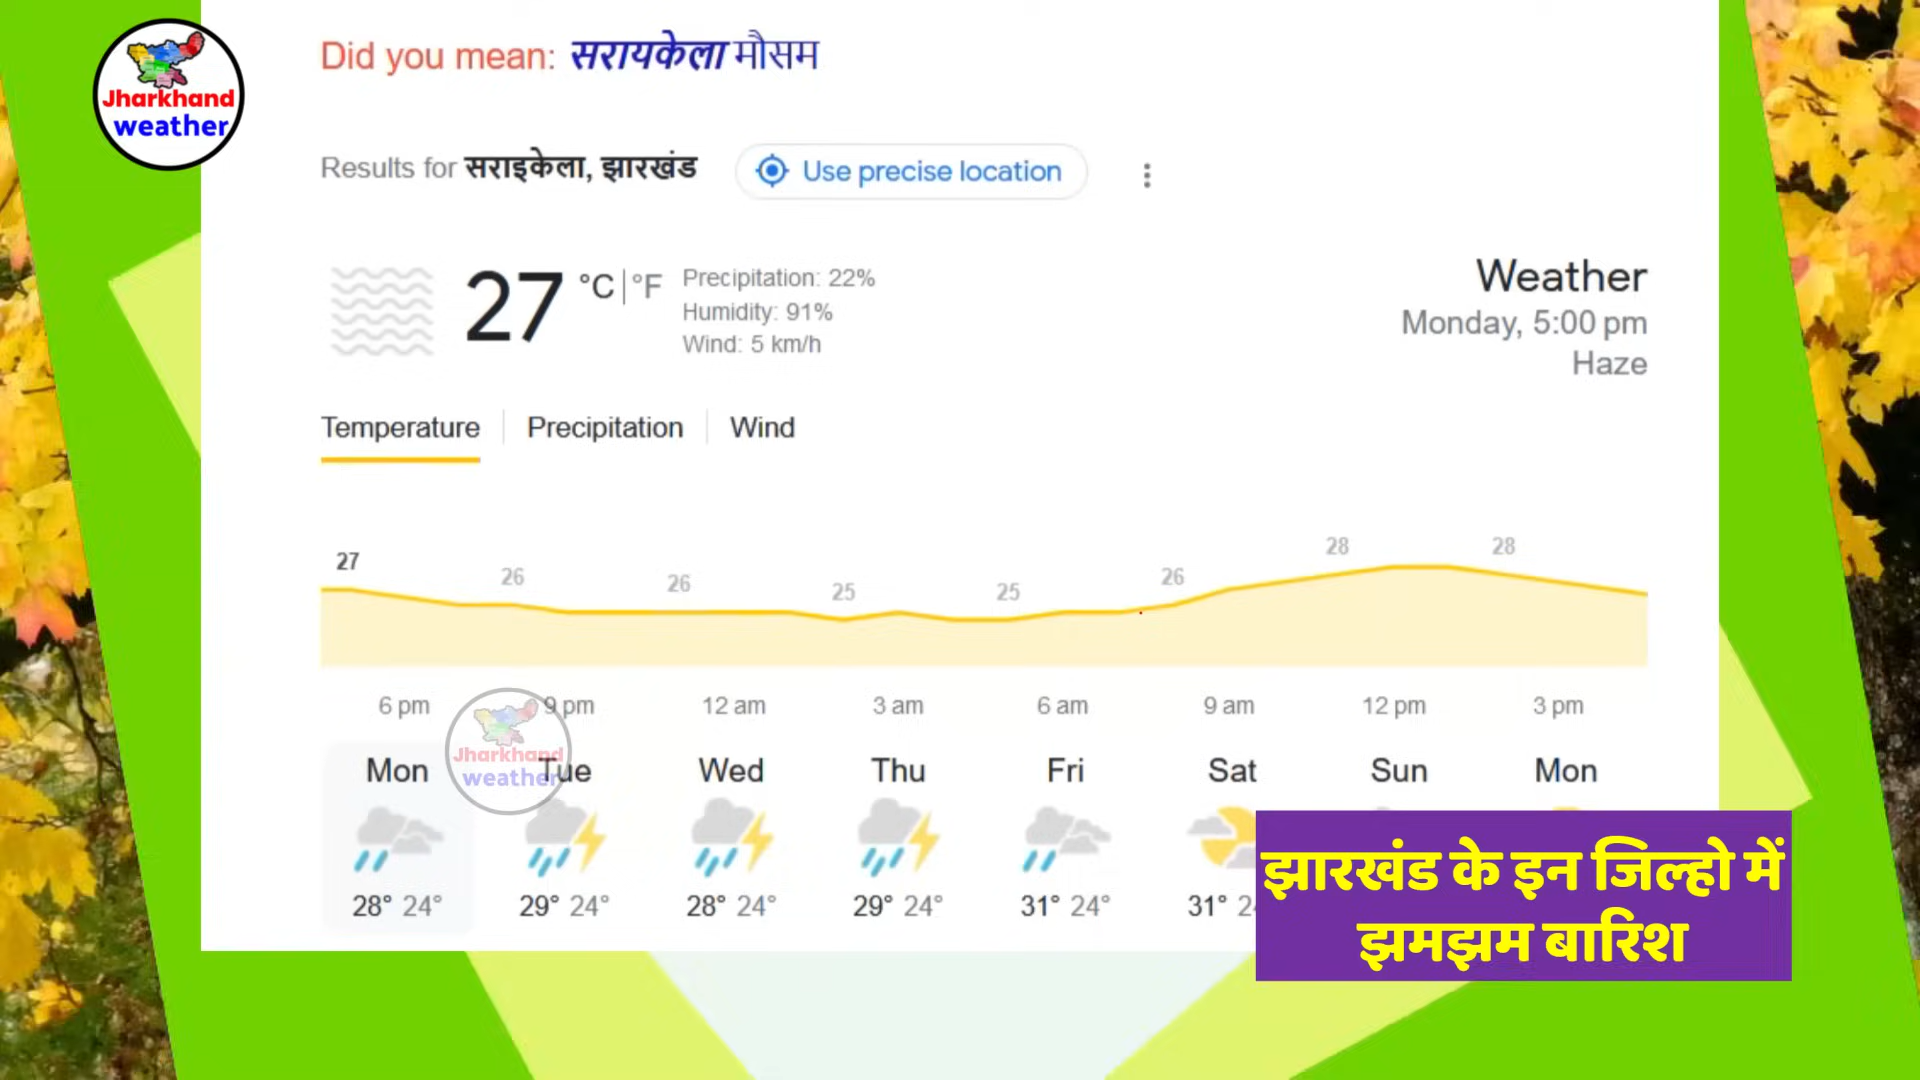 Jharkhand
weather
Did you mean: सरायकेला मौसम
Results for सराइकेला, झारखंड
Use precise location
27 °C | °F
Precipitation: 22%
Humidity: 91%
Wind: 5 km/h
Weather
Monday, 5:00 pm
Haze
Temperature Precipitation Wind
27 26 26 25 25 26 28 28
6 pm 9 pm 12 am 3 am 6 am 9 am 12 pm 3 pm
Jharkhand
weather
Mon Tue Wed Thu Fri Sat Sun Mon
28° 24° 29° 24° 28° 24° 29° 24° 31° 24° 31°
झारखंड के इन जिल्हो में
झमझम बारिश